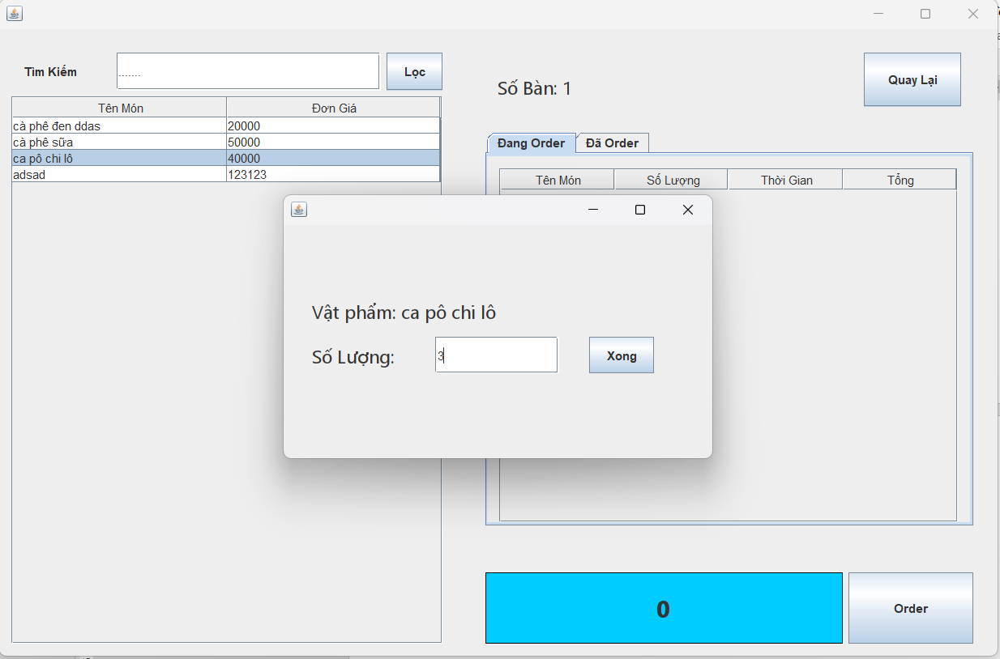 Tìm Kiếm
.......
Lọc
Số Bàn: 1
Quay Lại
Tên Món Đơn Giá
cà phê đen ddas 20000
cà phê sữa 50000
ca pô chi lô 40000
adsad 123123
Đang Order Đã Order
Tên Món Số Lượng Thời Gian Tổng
Vật phẩm: ca pô chi lô
Số Lượng: 3 Xong
0
Order